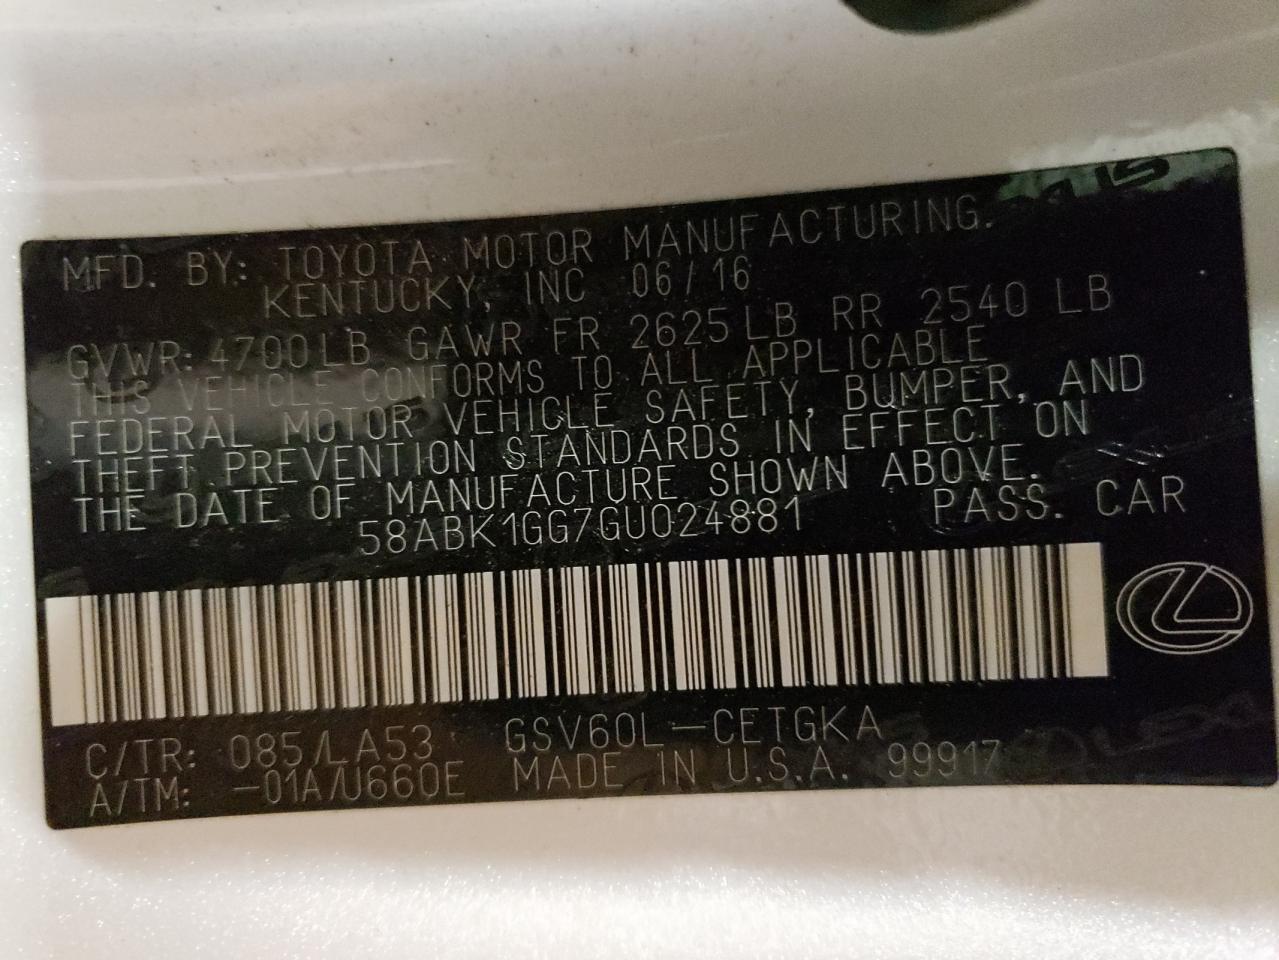 MFD. BY: TOYOTA MOTOR MANUFACTURING.
KENTUCKY, INC 06/16
GVWR: 4700LB GAWR FR 2625LB RR 2540 LB
THIS VEHICLE CONFORMS TO ALL APPLICABLE
FEDERAL MOTOR VEHICLE SAFETY, BUMPER, AND
THEFT PREVENTION STANDARDS IN EFFECT ON
THE DATE OF MANUFACTURE SHOWN ABOVE.
58ABK1GG7GU024881 PASS. CAR
C/TR: 085/LA53 GSV60L-CETGKA
A/TM: -01A/U660E MADE IN U.S.A. 99917